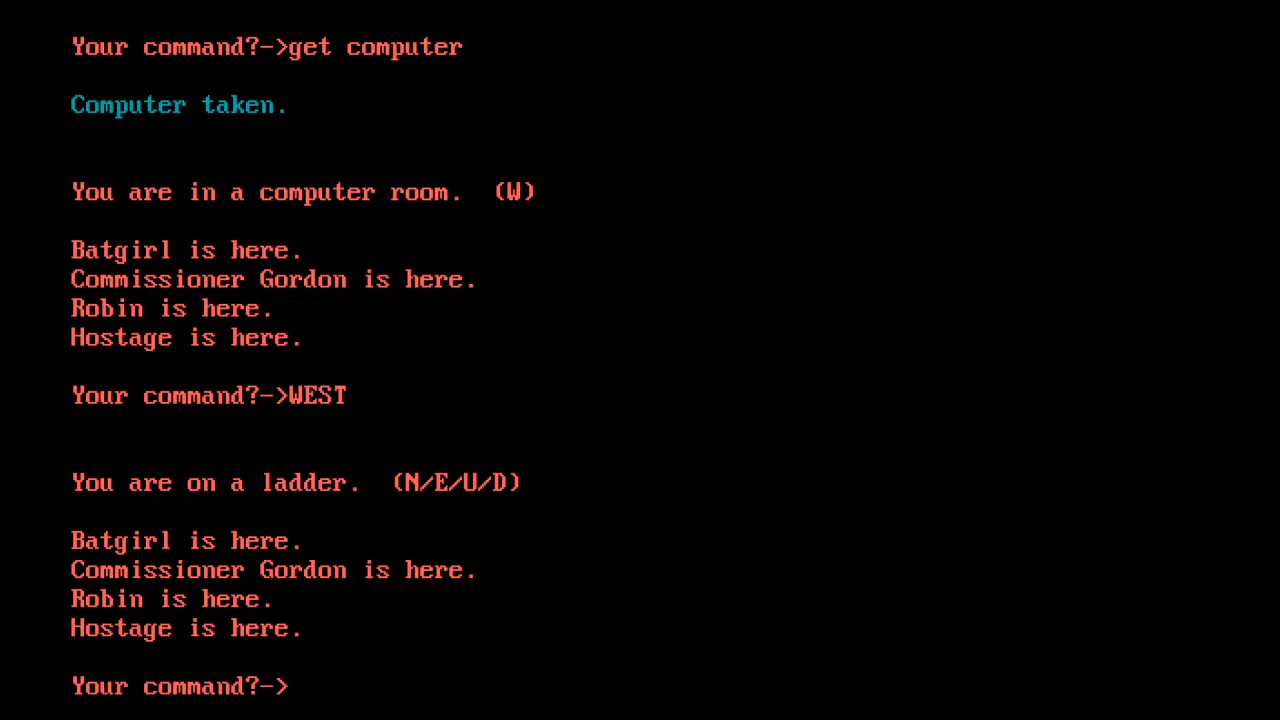 Your command?->get computer
Computer taken.
You are in a computer room.  (W)
Batgirl is here.
Commissioner Gordon is here.
Robin is here.
Hostage is here.
Your command?->WEST
You are on a ladder.  (N/E/U/D)
Batgirl is here.
Commissioner Gordon is here.
Robin is here.
Hostage is here.
Your command?->